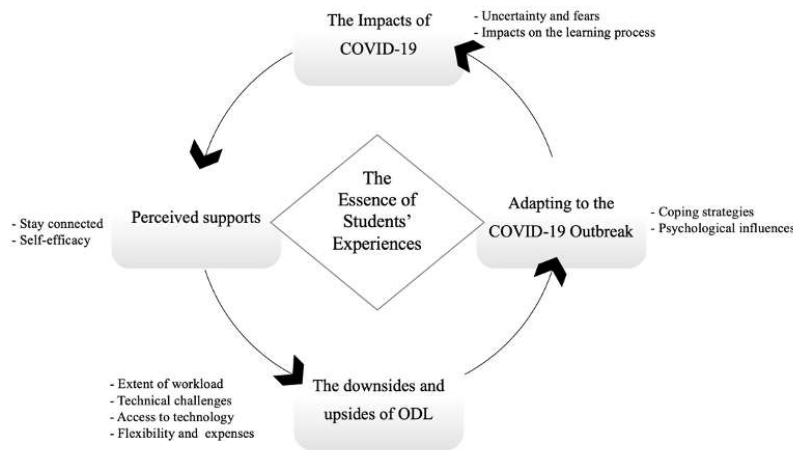 The Impacts of
COVID-19
- Uncertainty and fears
- Impacts on the learning process
The
Essence of
Students’
Experiences
Perceived supports
- Stay connected
- Self-efficacy
Adapting to the
COVID-19 Outbreak
- Coping strategies
- Psychological influences
- Extent of workload
- Technical challenges
- Access to technology
- Flexibility and expenses
The downsides and
upsides of ODL